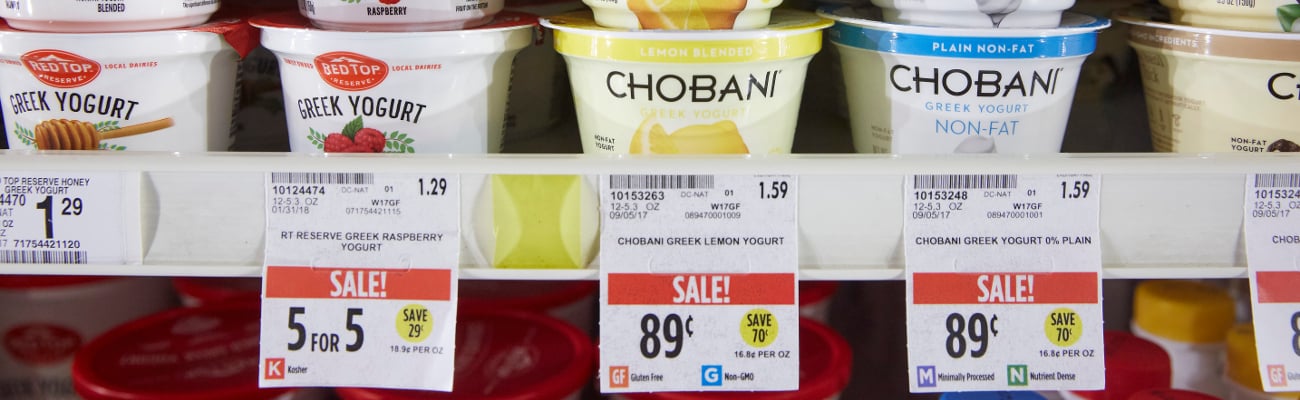 BLENDED
RASPBERRY
RED TOP
RESERVE
LOCAL DAIRIES
GREEK YOGURT
RED TOP
RESERVE
LOCAL DAIRIES
GREEK YOGURT
LEMON BLENDED
CHOBANI
GREEK YOGURT
NON-FAT
YOGURT
PLAIN NON-FAT
CHOBANI
GREEK YOGURT
NON-FAT
INGREDIENTS
NON-FAT
YOGURT
TOP RESERVE HONEY
GREEK YOGURT
4470
1 29
OZ
17 71754421120
10124474 DC-NAT 01 1.29
12-5.3 OZ W17GF
01/31/18 071754421115
RT RESERVE GREEK RASPBERRY
YOGURT
SALE!
5 FOR 5
SAVE
29¢
18.9¢ PER OZ
K Kosher
10153263 DC-NAT 01 1.59
12-5.3 OZ W17GF
09/05/17 089470001009
CHOBANI GREEK LEMON YOGURT
SALE!
89¢
SAVE
70¢
16.8¢ PER OZ
GF Gluten Free G Non-GMO
10153248 DC-NAT 01 1.59
12-5.3 OZ W17GF
09/05/17 089470001001
CHOBANI GREEK YOGURT 0% PLAIN
SALE!
89¢
SAVE
70¢
16.8¢ PER OZ
M Minimally Processed N Nutrient Dense
12-5.3 OZ
09/05/17
GF